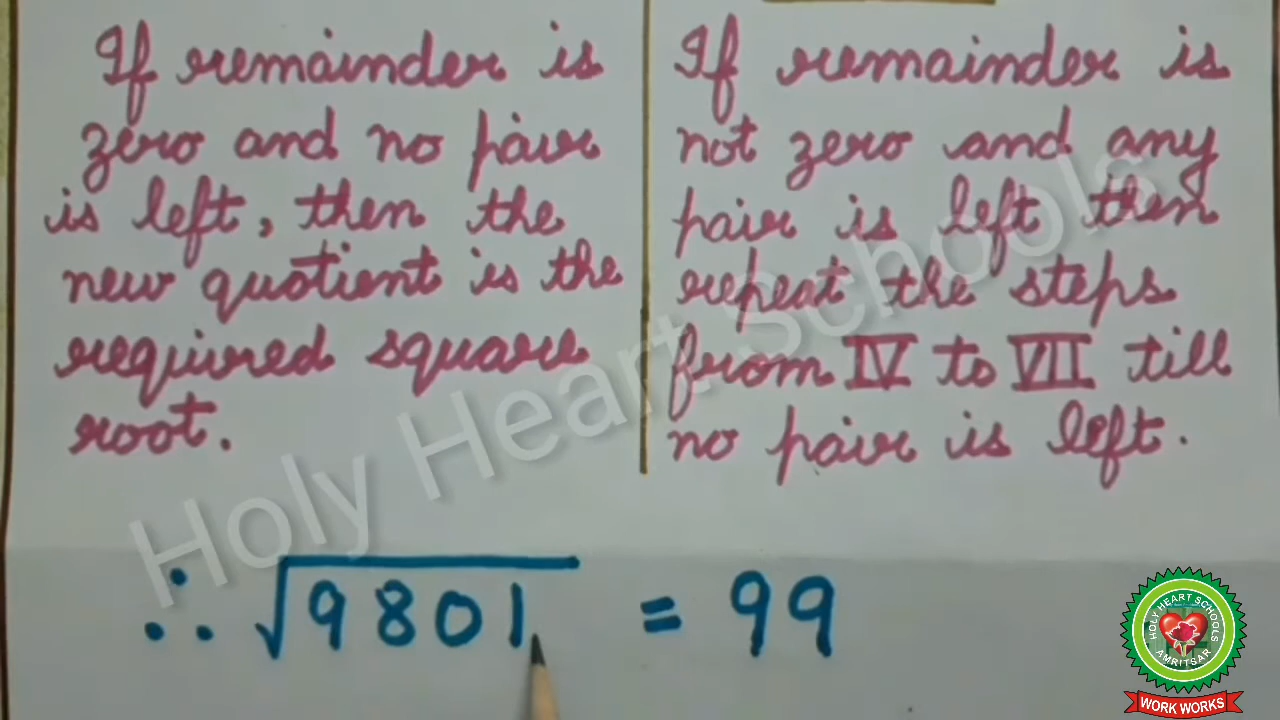 If remainder is
zero and no pair
is left, then the
new quotient is the
required square
root.
If remainder is
not zero and any
pair is left then
repeat the steps
from IV to VII till
no pair is left.
∴ √9801 = 99
Holy Heart Schools
HOLY HEART SCHOOLS
AMRITSAR
WORK WORKS